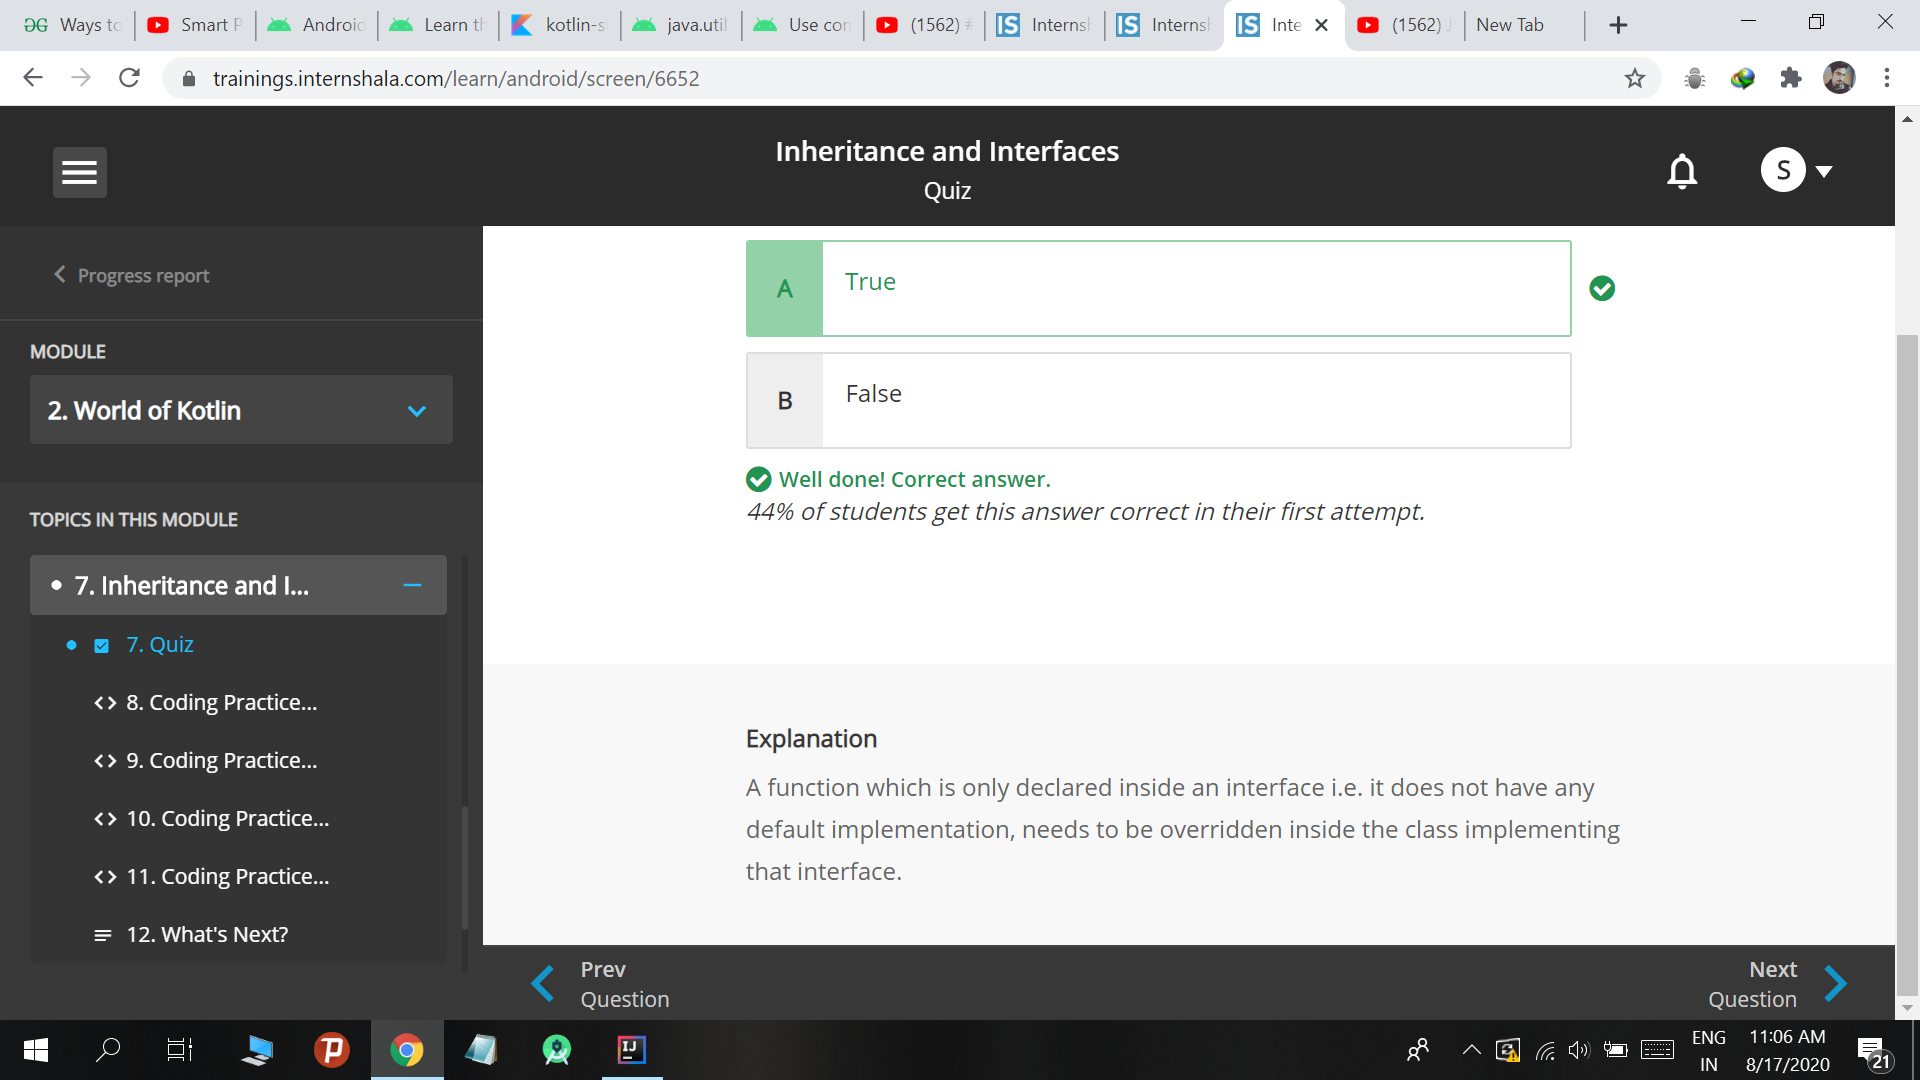 Ways to
Smart P
Android
Learn th
kotlin-s
java.util
Use con
(1562) #
Internsh
Internsh
Inte
(1562) J
New Tab
trainings.internshala.com/learn/android/screen/6652
Inheritance and Interfaces
Quiz
S
Progress report
MODULE
2. World of Kotlin
TOPICS IN THIS MODULE
7. Inheritance and I...
7. Quiz
8. Coding Practice...
9. Coding Practice...
10. Coding Practice...
11. Coding Practice...
12. What's Next?
A True
B False
Well done! Correct answer.
44% of students get this answer correct in their first attempt.
Explanation
A function which is only declared inside an interface i.e. it does not have any
default implementation, needs to be overridden inside the class implementing
that interface.
Prev
Question
Next
Question
ENG
IN
11:06 AM
8/17/2020
21